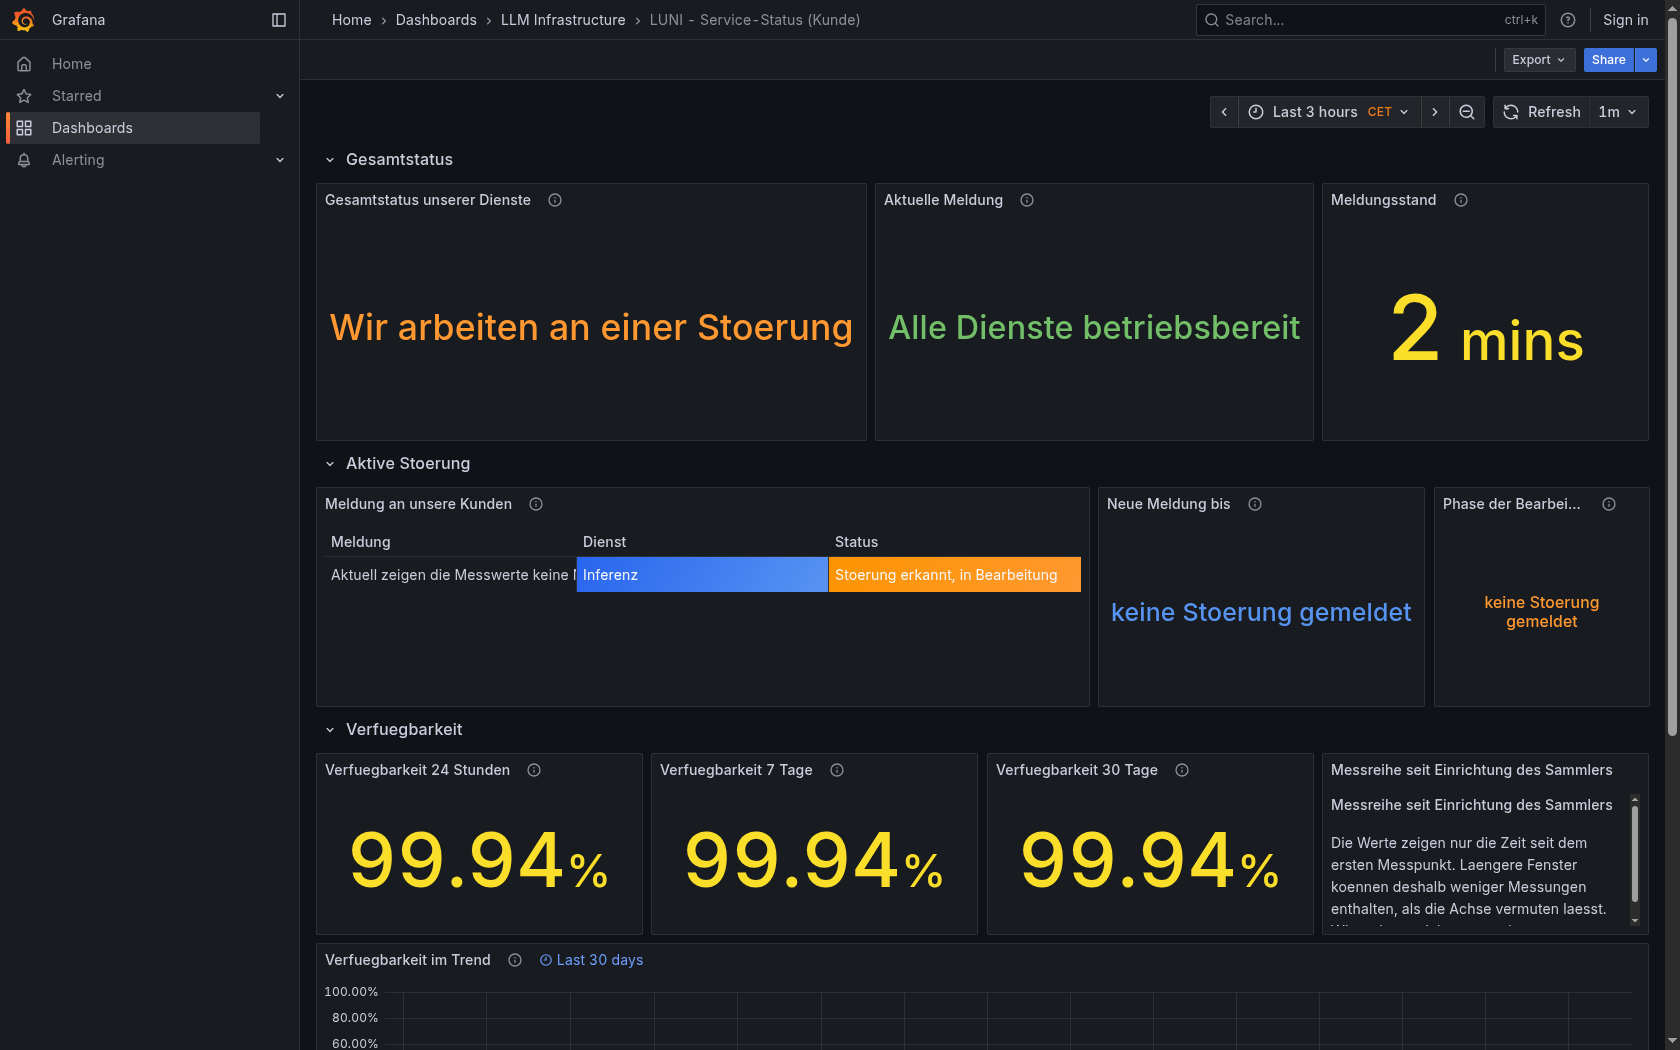 Grafana
Home
Starred
Dashboards
Alerting
Home › Dashboards › LLM Infrastructure › LUNI - Service-Status (Kunde)
Search... ctrl+k
Sign in
Export
Share
Last 3 hours CET
Refresh 1m
Gesamtstatus
Gesamtstatus unserer Dienste
Wir arbeiten an einer Stoerung
Aktuelle Meldung
Alle Dienste betriebsbereit
Meldungsstand
2 mins
Aktive Stoerung
Meldung an unsere Kunden
Meldung Dienst Status
Aktuell zeigen die Messwerte keine Inferenz Stoerung erkannt, in Bearbeitung
Neue Meldung bis
keine Stoerung gemeldet
Phase der Bearbei...
keine Stoerung
gemeldet
Verfuegbarkeit
Verfuegbarkeit 24 Stunden
99.94%
Verfuegbarkeit 7 Tage
99.94%
Verfuegbarkeit 30 Tage
99.94%
Messreihe seit Einrichtung des Sammlers
Messreihe seit Einrichtung des Sammlers
Die Werte zeigen nur die Zeit seit dem
ersten Messpunkt. Laengere Fenster
koennen deshalb weniger Messungen
enthalten, als die Achse vermuten laesst.
Verfuegbarkeit im Trend Last 30 days
100.00%
80.00%
60.00%